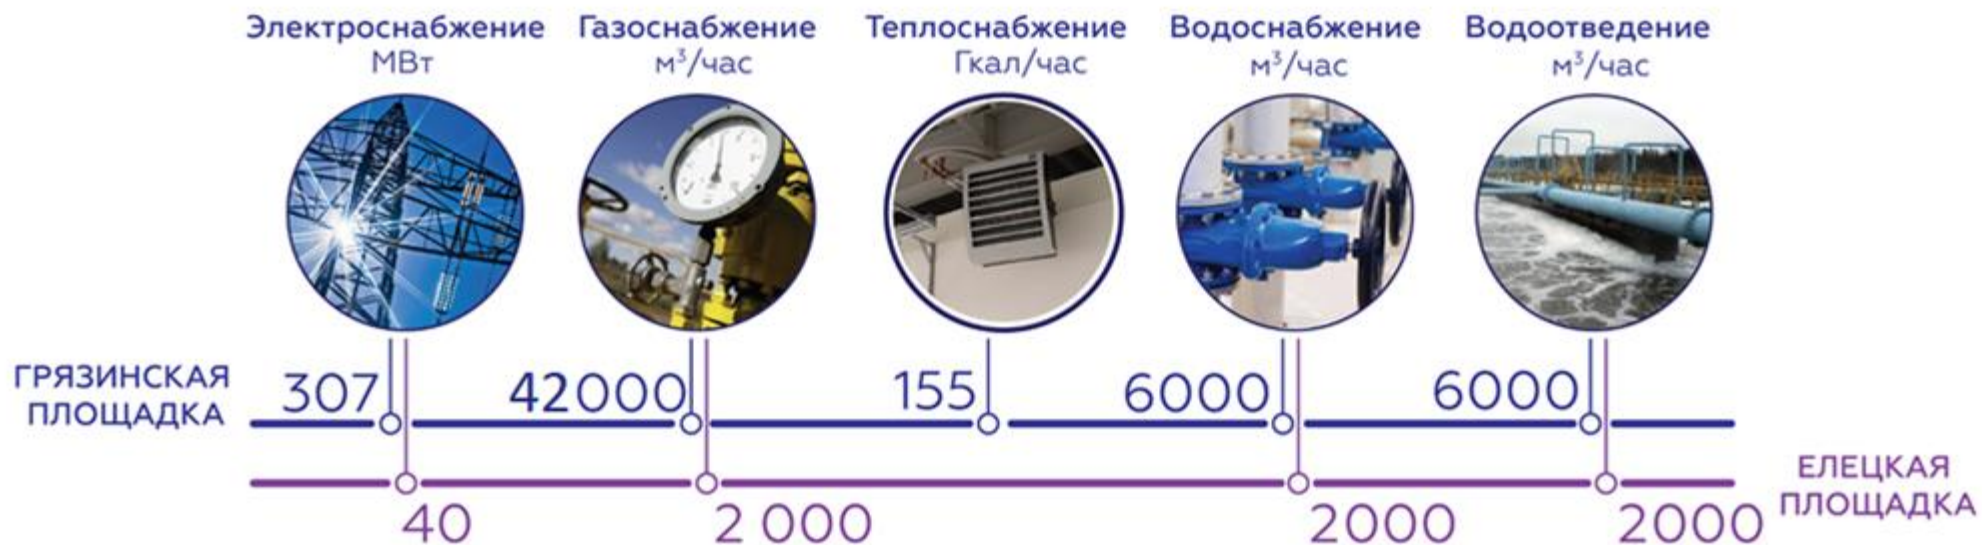 Электроснабжение
МВт
Газоснабжение
м³/час
Теплоснабжение
Гкал/час
Водоснабжение
м³/час
Водоотведение
м³/час
ГРЯЗИНСКАЯ
ПЛОЩАДКА
307
42000
155
6000
6000
ЕЛЕЦКАЯ
ПЛОЩАДКА
40
2 000
2000
2000